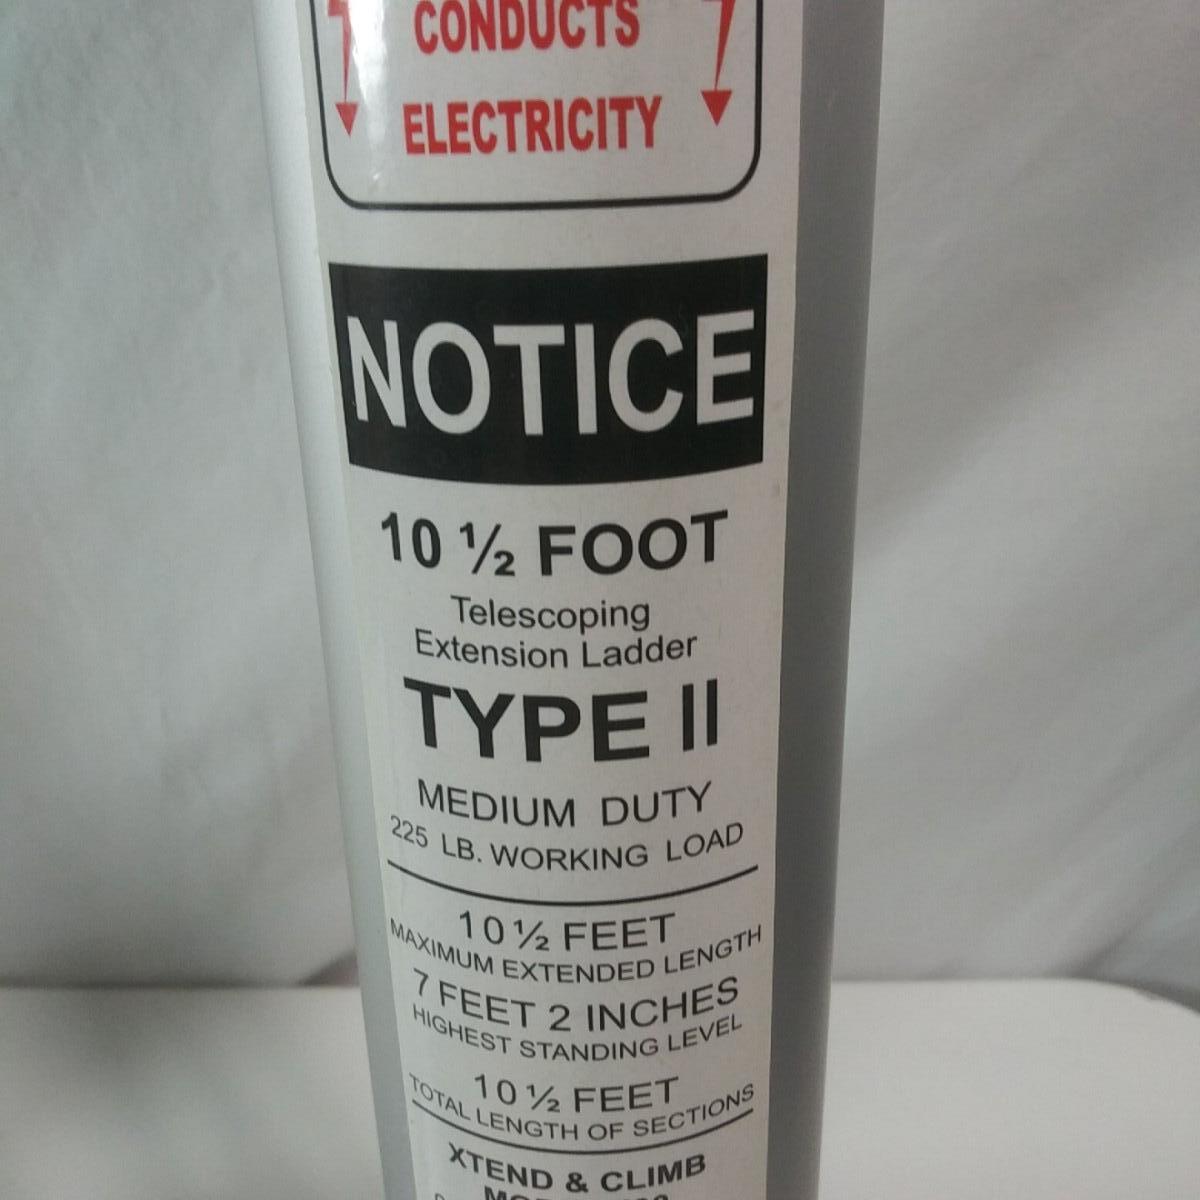 CONDUCTS
ELECTRICITY
NOTICE
10 ½ FOOT
Telescoping
Extension Ladder
TYPE II
MEDIUM DUTY
225 LB. WORKING LOAD
10 ½ FEET
MAXIMUM EXTENDED LENGTH
7 FEET 2 INCHES
HIGHEST STANDING LEVEL
10 ½ FEET
TOTAL LENGTH OF SECTIONS
XTEND & CLIMB